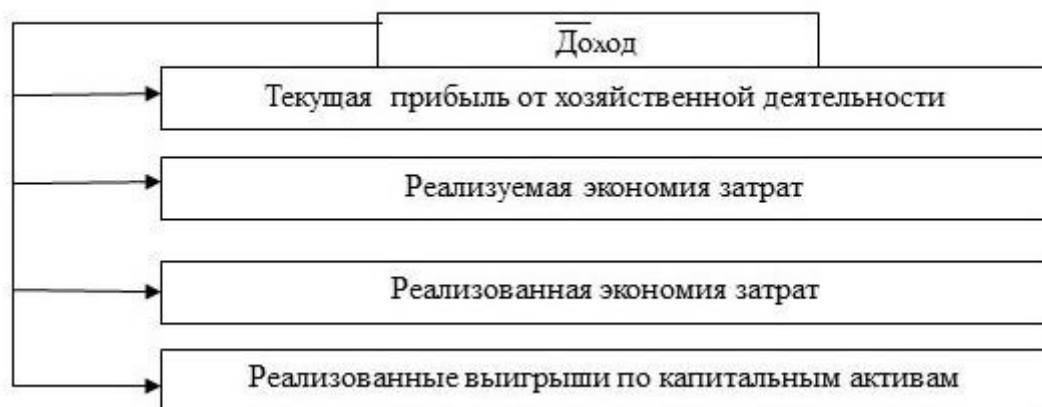 Доход
Текущая прибыль от хозяйственной деятельности
Реализуемая экономия затрат
Реализованная экономия затрат
Реализованные выигрыши по капитальным активам